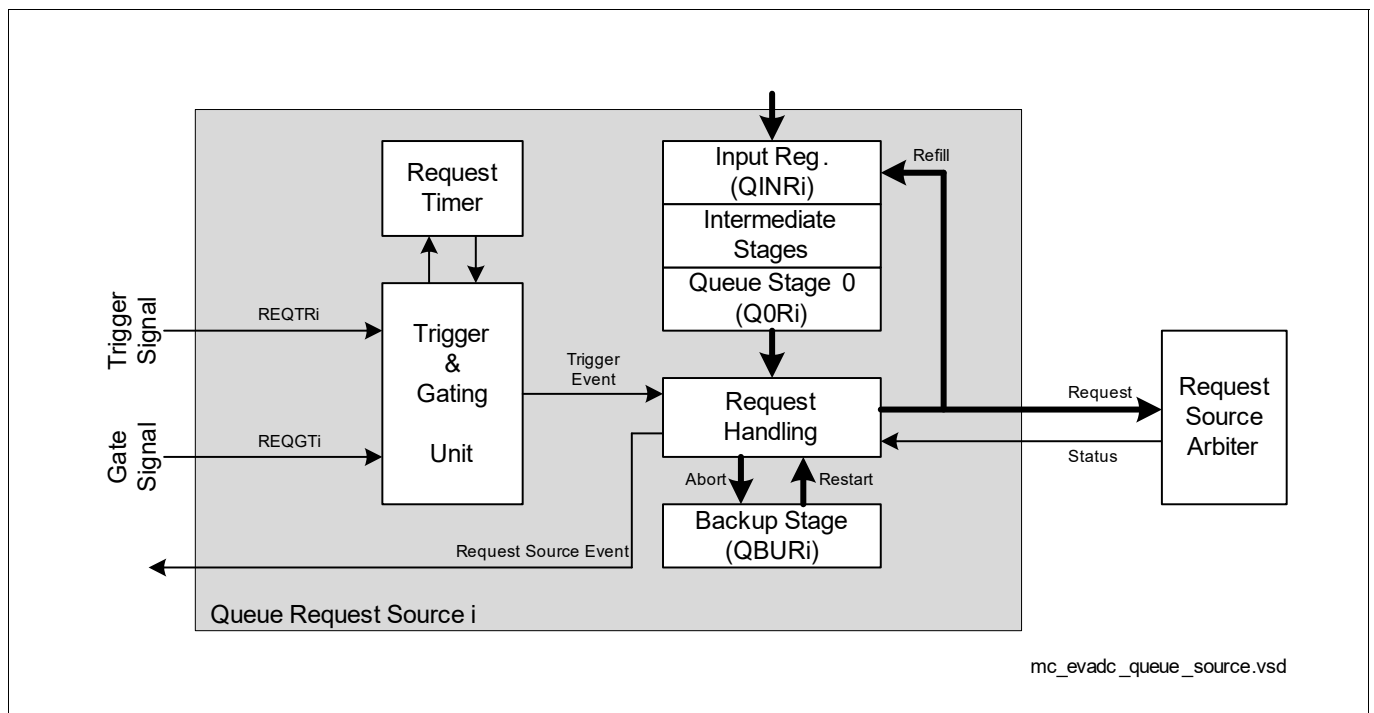 Request
Timer
Trigger
Signal
REQTRi
Gate
Signal
REQGTi
Trigger
&
Gating
Unit
Trigger
Event
Input Reg.
(QINRi)
Intermediate
Stages
Queue Stage 0
(Q0Ri)
Refill
Request
Handling
Abort
Restart
Backup Stage
(QBURi)
Request
Status
Request
Source
Arbiter
Request Source Event
Queue Request Source i
mc_evadc_queue_source.vsd